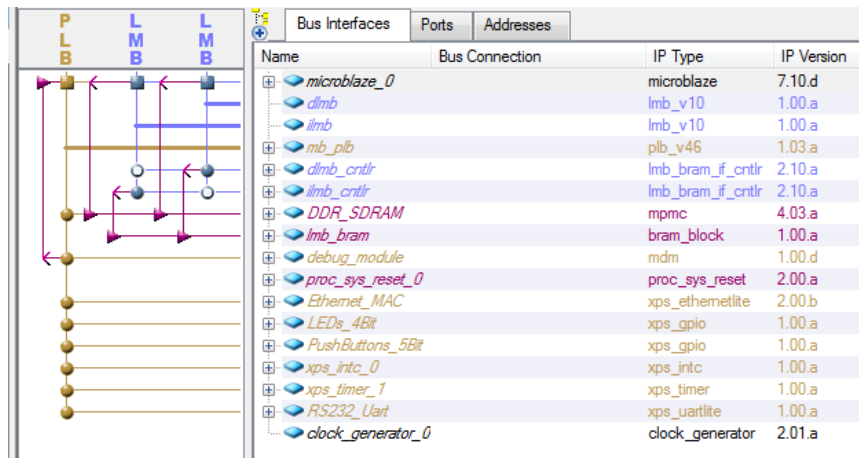 P L L
L M M
B B B
Bus Interfaces Ports Addresses
Name Bus Connection IP Type IP Version
microblaze_0 microblaze 7.10.d
dlmb lmb_v10 1.00.a
ilmb lmb_v10 1.00.a
mb_plb plb_v46 1.03.a
dlmb_cntlr lmb_bram_if_cntlr 2.10.a
ilmb_cntlr lmb_bram_if_cntlr 2.10.a
DDR_SDRAM mpmc 4.03.a
lmb_bram bram_block 1.00.a
debug_module mdm 1.00.d
proc_sys_reset_0 proc_sys_reset 2.00.a
Ethernet_MAC xps_ethernetlite 2.00.b
LEDs_4Bit xps_gpio 1.00.a
PushButtons_5Bit xps_gpio 1.00.a
xps_intc_0 xps_intc 1.00.a
xps_timer_1 xps_timer 1.00.a
RS232_Uart xps_uartlite 1.00.a
clock_generator_0 clock_generator 2.01.a